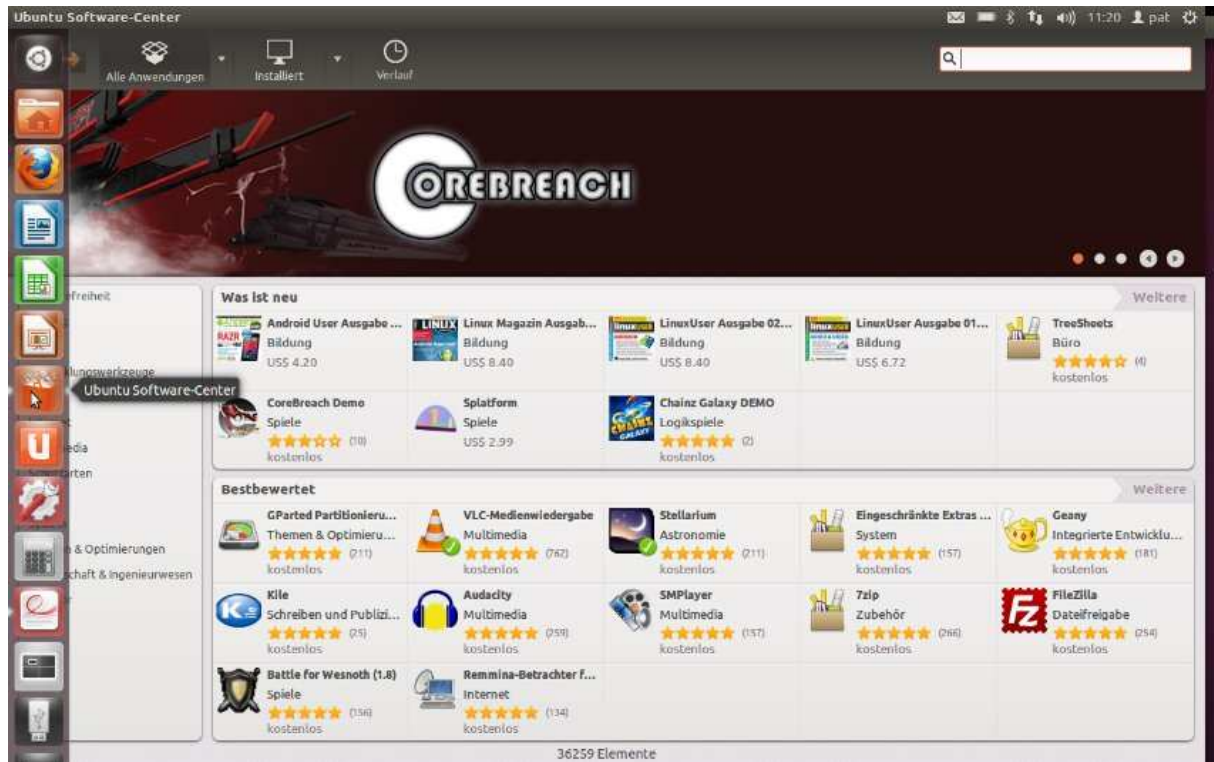 Ubuntu Software-Center
11:20 pat
Alle Anwendungen
Installiert
Verlauf
COREBREACH
efreiheit
lungswerkzeuge
Ubuntu Software-Center
edia
arten
& Optimierungen
chaft & Ingenieurwesen
Was ist neu
Weitere
Android User Ausgabe ...
Bildung
US$ 4.20
Linux Magazin Ausgab...
Bildung
US$ 8.40
LinuxUser Ausgabe 02...
Bildung
US$ 8.40
LinuxUser Ausgabe 01...
Bildung
US$ 6.72
TreeSheets
Büro
(4)
kostenlos
CoreBreach Demo
Spiele
(10)
kostenlos
Splatform
Spiele
US$ 2.99
Chainz Galaxy DEMO
Logikspiele
(2)
kostenlos
Bestbewertet
Weitere
GParted Partitionieru...
Themen & Optimieru...
(211)
kostenlos
VLC-Medienwiedergabe
Multimedia
(762)
kostenlos
Stellarium
Astronomie
(211)
kostenlos
Eingeschränkte Extras ...
System
(157)
kostenlos
Geany
Integrierte Entwicklu...
(181)
kostenlos
Kile
Schreiben und Publizi...
(25)
kostenlos
Audacity
Multimedia
(259)
kostenlos
SMPlayer
Multimedia
(157)
kostenlos
7zip
Zubehör
(266)
kostenlos
FileZilla
Dateifreigabe
(254)
kostenlos
Battle for Wesnoth (1.8)
Spiele
(156)
kostenlos
Remmina-Betrachter f...
Internet
(134)
kostenlos
36259 Elemente